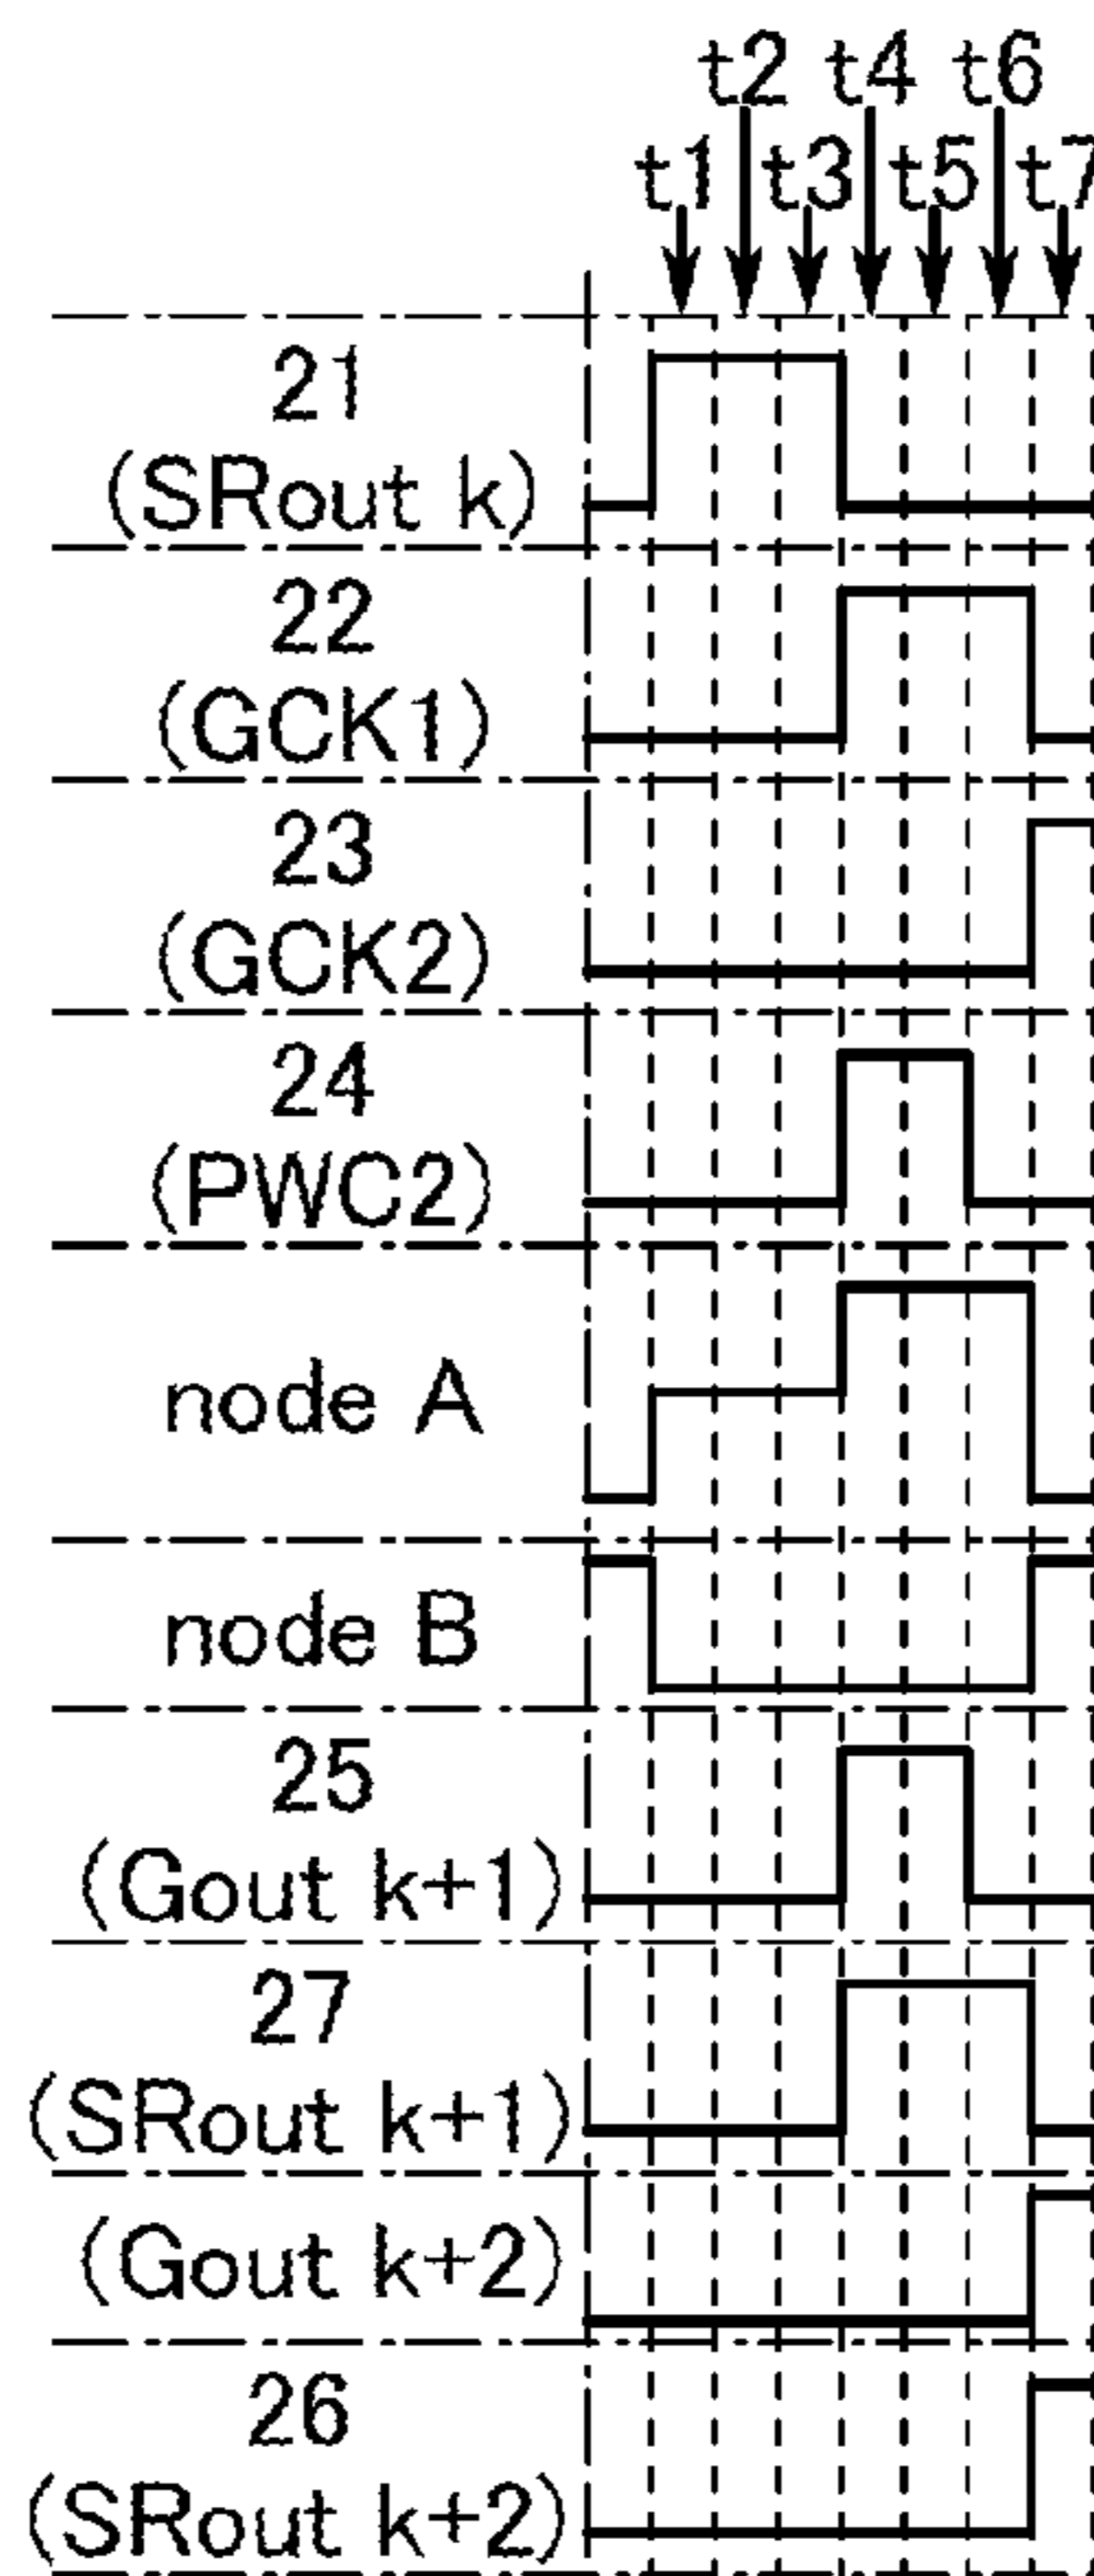 t2 t4 t6
t1 t3 t5 t7
21
(SRout k)
22
(GCK1)
23
(GCK2)
24
(PWC2)
node A
node B
25
(Gout k+1)
27
(SRout k+1)
(Gout k+2)
26
(SRout k+2)